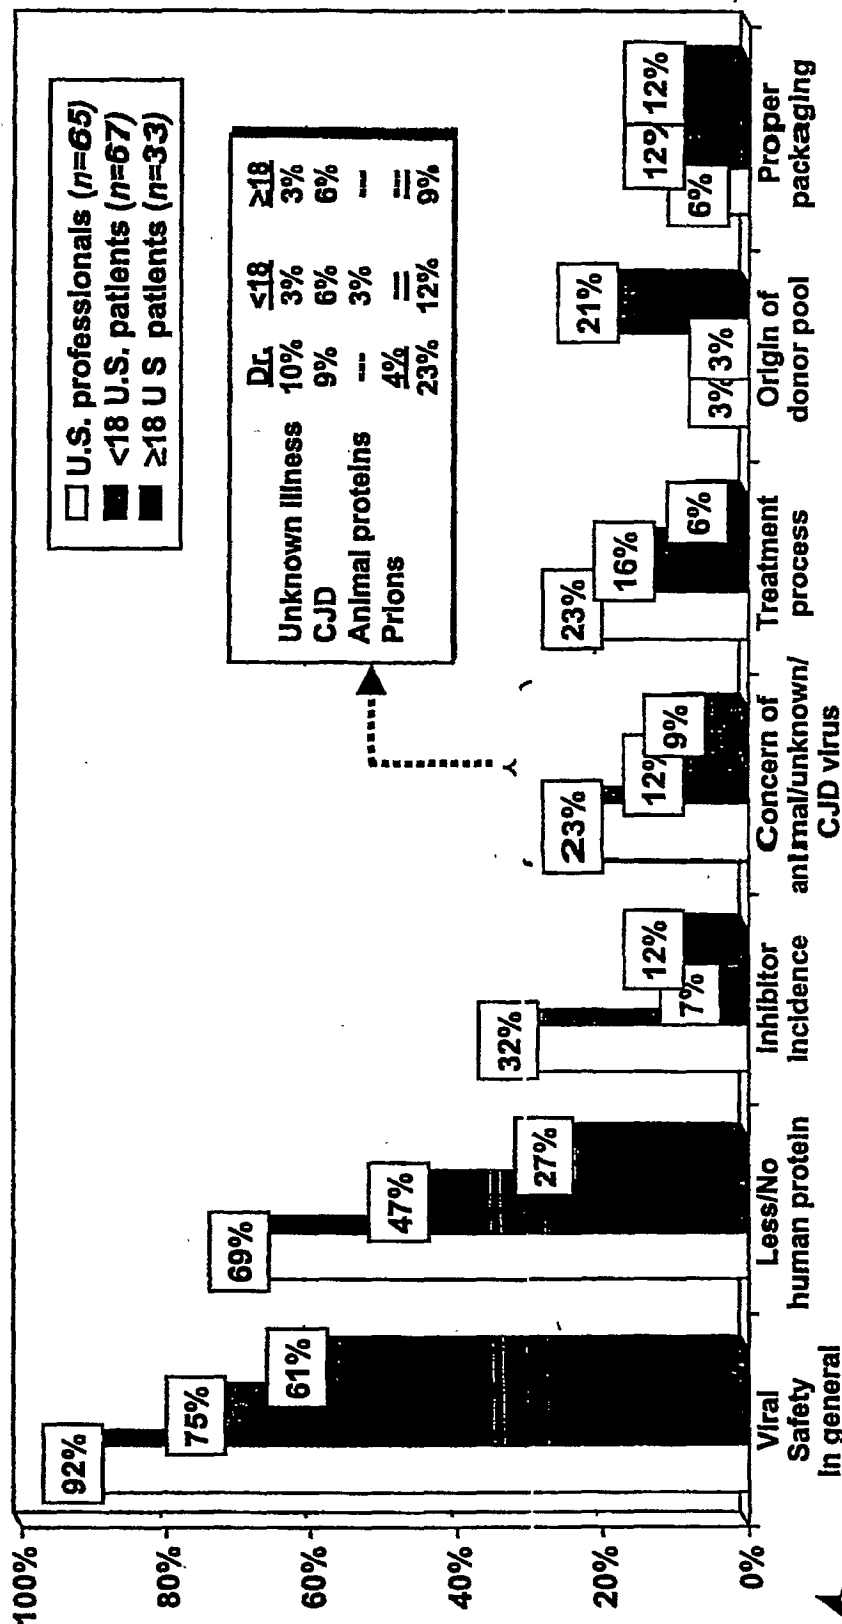 100%
80%
60%
40%
20%
0%
U.S. professionals (n=65)
<18 U.S. patients (n=67)
≥18 U S patients (n=33)
Dr. <18 ≥18
Unknown Illness 10% 3% 3%
CJD 9% 6% 6%
Animal proteins --- 3% ---
Prions 4% --- ---
23% 12% 9%
92% 75% 61%
69% 47% 27%
32% 7% 12%
23% 12% 9%
23% 16% 6%
3% 3% 21%
6% 12% 12%
Viral
Safety
In general
Less/No
human protein
Inhibitor
Incidence
Concern of
animal/unknown/
CJD virus
Treatment
process
Origin of
donor pool
Proper
packaging